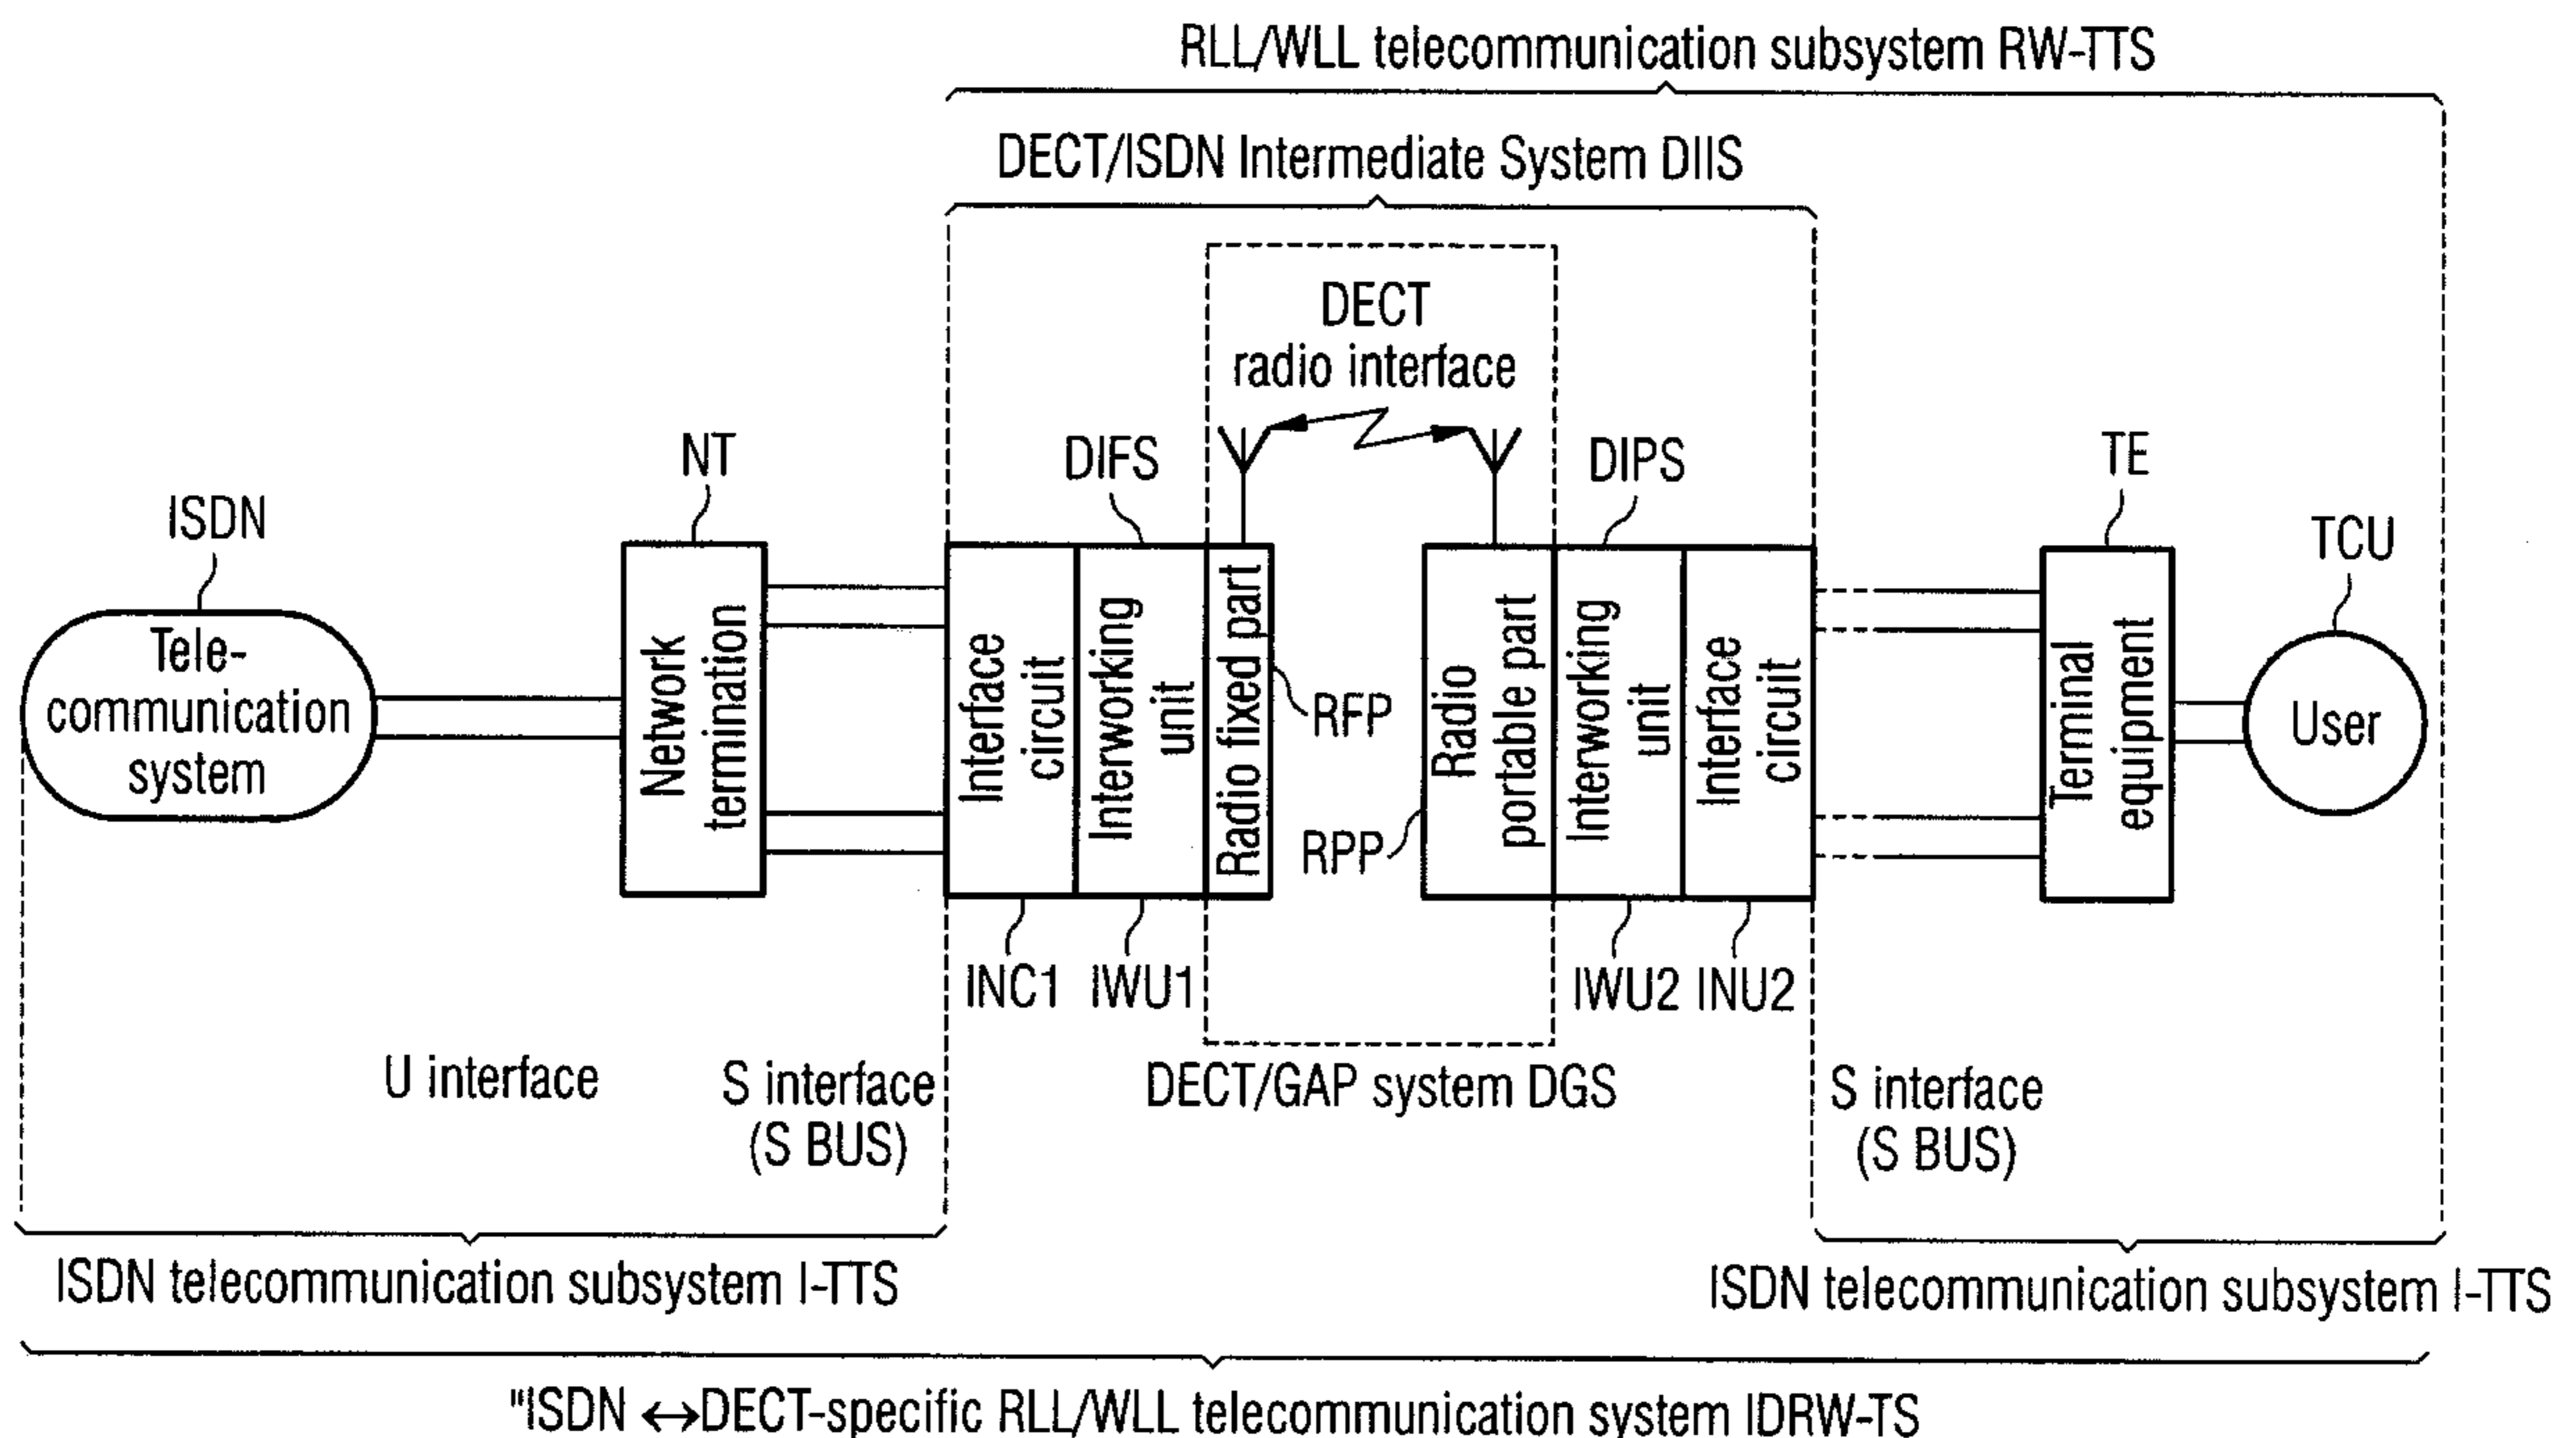 RLL/WLL telecommunication subsystem RW-TTS
DECT/ISDN Intermediate System DIIS
DECT
radio interface
ISDN
NT
DIFS
DIPS
TE
TCU
Tele-
communication
system
Network
termination
Interface
circuit
Interworking
unit
Radio fixed part
RFP
RPP
Radio
portable part
Interworking
unit
Interface
circuit
Terminal
equipment
User
INC1
IWU1
IWU2
INU2
U interface
S interface
(S BUS)
DECT/GAP system DGS
S interface
(S BUS)
ISDN telecommunication subsystem I-TTS
ISDN telecommunication subsystem I-TTS
"ISDN ↔DECT-specific RLL/WLL telecommunication system IDRW-TS